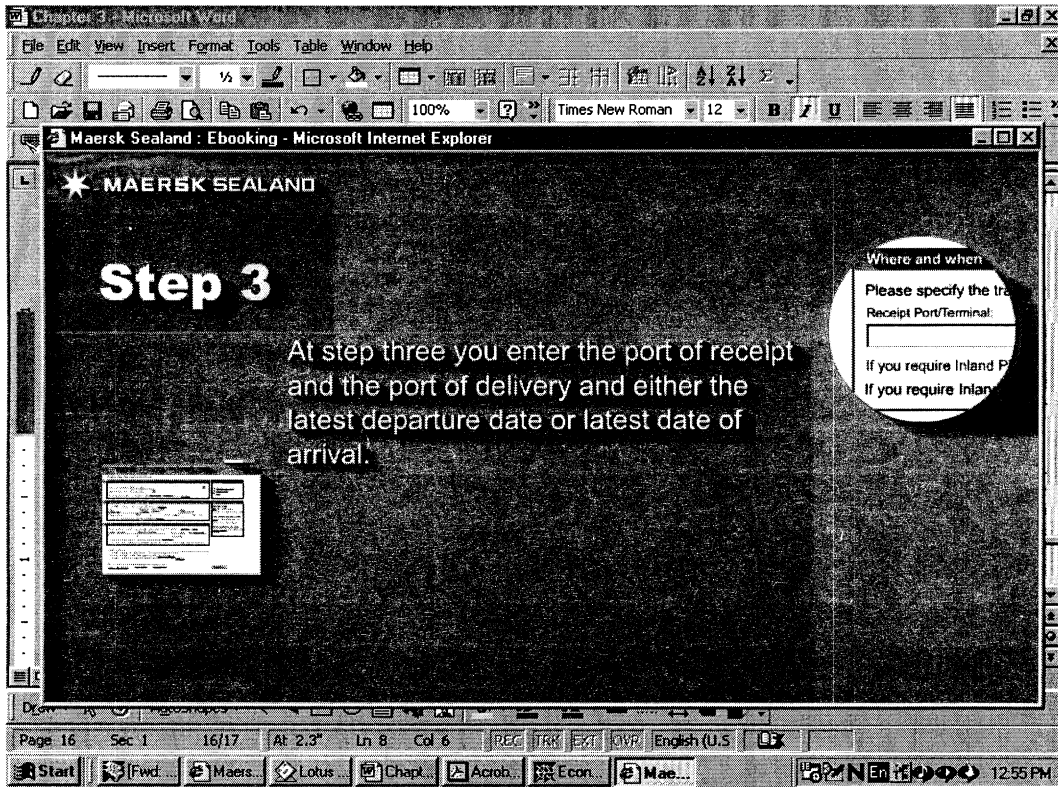 Chapter 3 - Microsoft Word
File Edit View Insert Format Tools Table Window Help
½
100% Times New Roman 12 B I U
Maersk Sealand : Ebooking - Microsoft Internet Explorer
MAERSK SEALAND
Step 3
Where and when
Please specify the tra
Receipt Port/Terminal:
If you require Inland P
If you require Inlan
At step three you enter the port of receipt
and the port of delivery and either the
latest departure date or latest date of
arrival.
Page 16 Sec 1 16/17 At 2.3" Ln 8 Col 6 REC TRK EXT OVR English (U.S
Start [Fwd... Maers... Lotus ... Chapt... Acrob... Econ... Mae... N En 12:55 PM